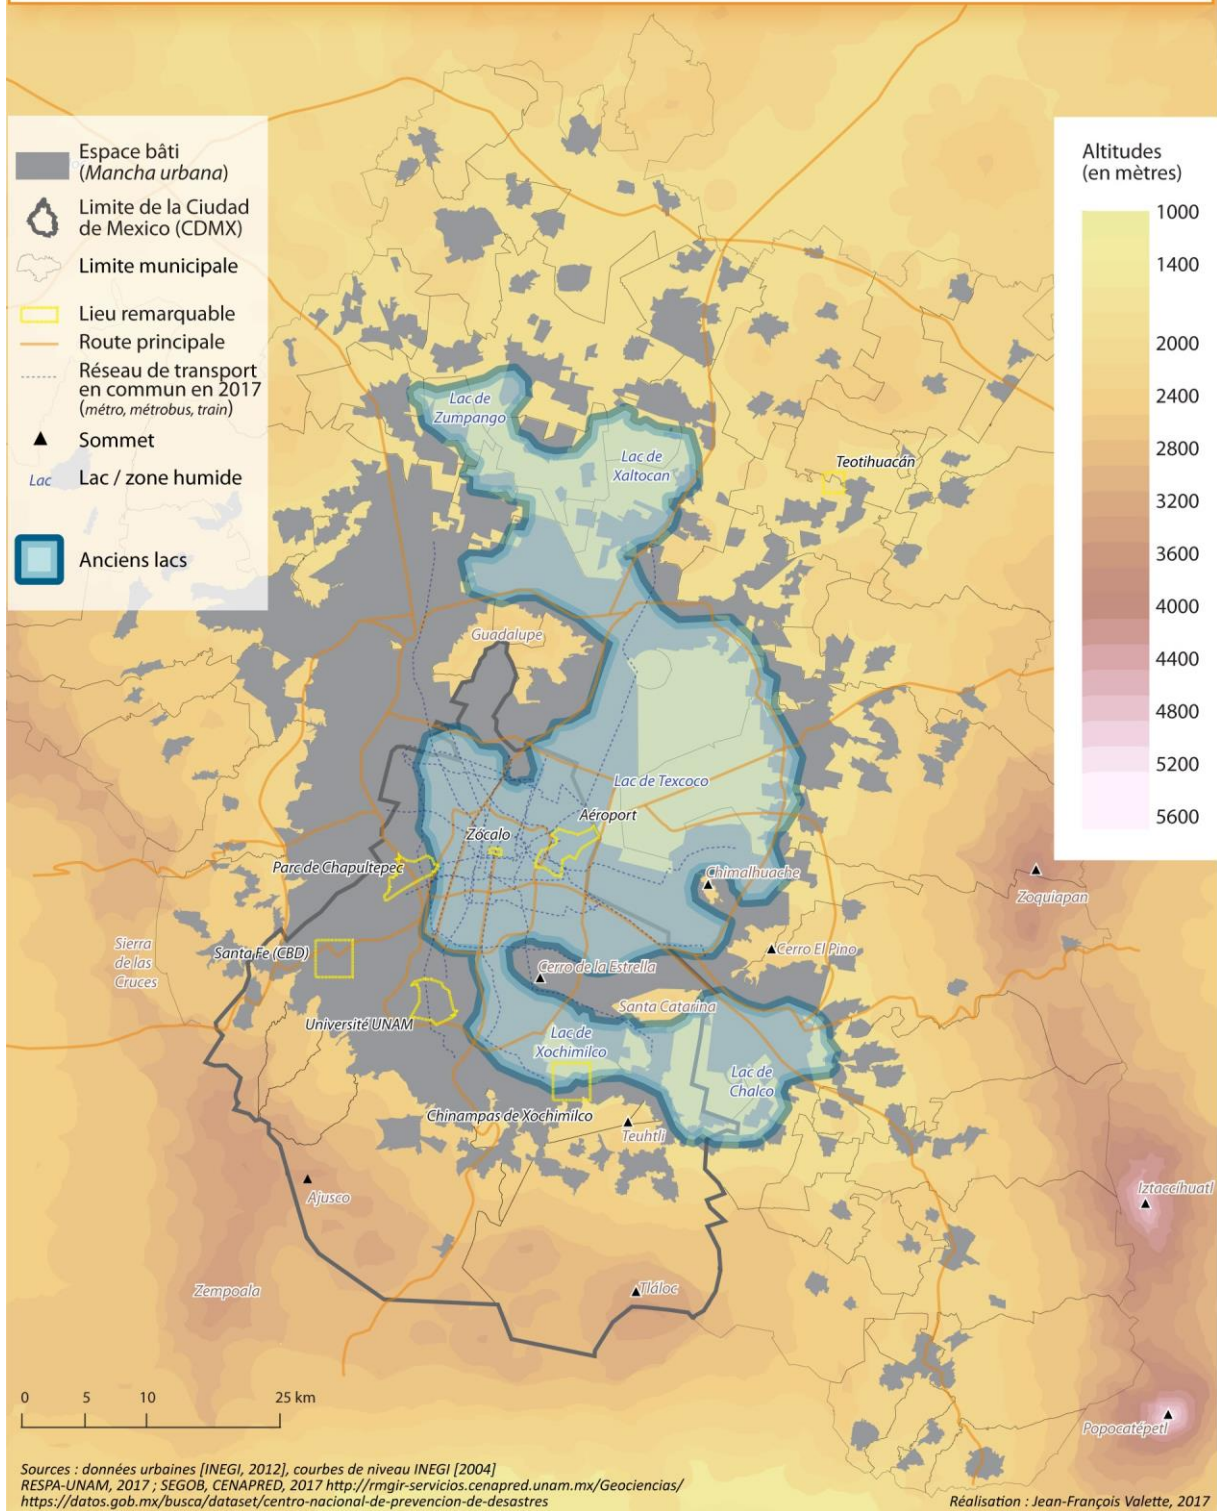 Espace bâti
(Mancha urbana)
Limite de la Ciudad
de Mexico (CDMX)
Limite municipale
Lieu remarquable
Route principale
Réseau de transport
en commun en 2017
(métro, métrobus, train)
Sommet
Lac
Lac / zone humide
Anciens lacs
Altitudes
(en mètres)
1000
1400
2000
2400
2800
3200
3600
4000
4400
4800
5200
5600
Lac de
Zumpango
Lac de
Xaltocan
Teotihuacán
Guadalupe
Lac de Texcoco
Aéroport
Zócalo
Parc de Chapultepec
Chimalhuache
Zoquiapan
Sierra
de las
Cruces
Santa Fe (CBD)
Cerro El Pino
Cerro de la Estrella
Santa Catarina
Université UNAM
Lac de
Xochimilco
Lac de
Chalco
Chinampas de Xochimilco
Teuhtli
Ajusco
Iztaccíhuatl
Zempoala
Tláloc
Popocatépetl
0 5 10 25 km
Sources : données urbaines [INEGI, 2012], courbes de niveau INEGI [2004]
RESPA-UNAM, 2017 ; SEGOB, CENAPRED, 2017 http://rmgir-servicios.cenapred.unam.mx/Geociencias/
https://datos.gob.mx/busca/dataset/centro-nacional-de-prevencion-de-desastres
Réalisation : Jean-François Valette, 2017